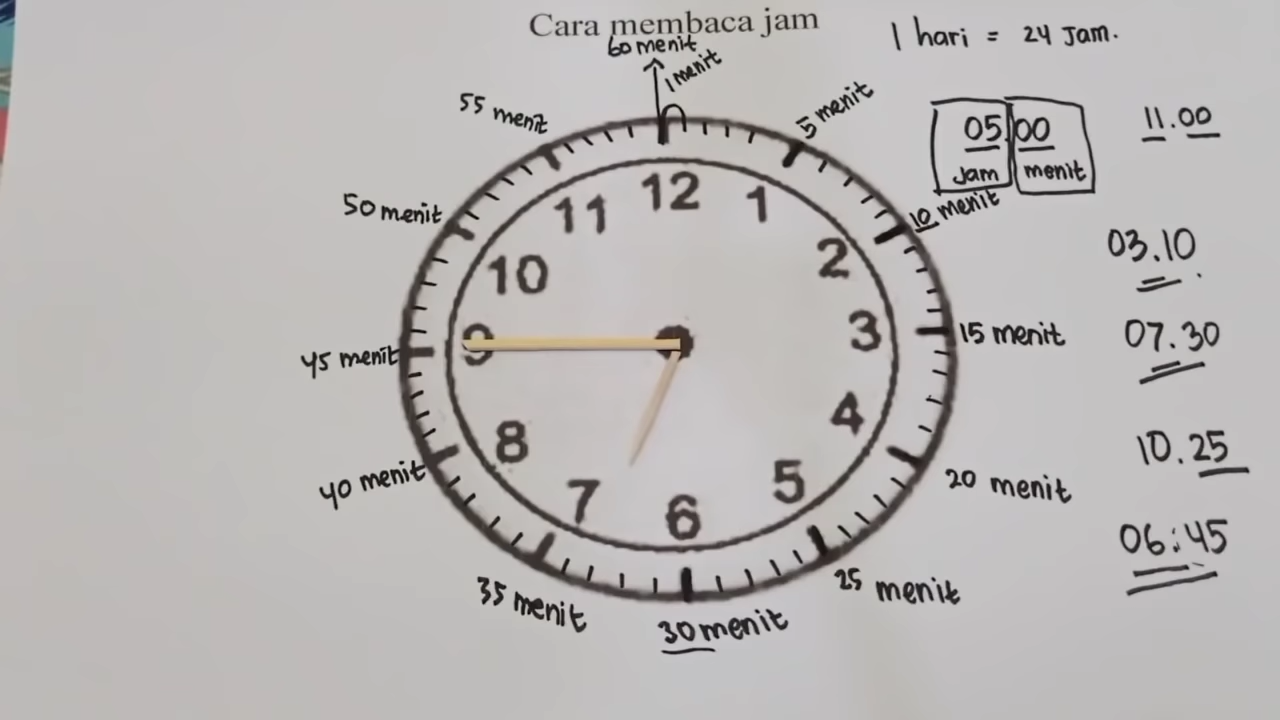 Cara membaca jam
60 menit
1 menit
5 menit
10 menit
15 menit
20 menit
25 menit
30 menit
35 menit
40 menit
45 menit
50 menit
55 menit
12
1
2
3
4
5
6
7
8
9
10
11
1 hari = 24 Jam.
05.00
Jam menit
11.00
03.10
07.30
10.25
06:45